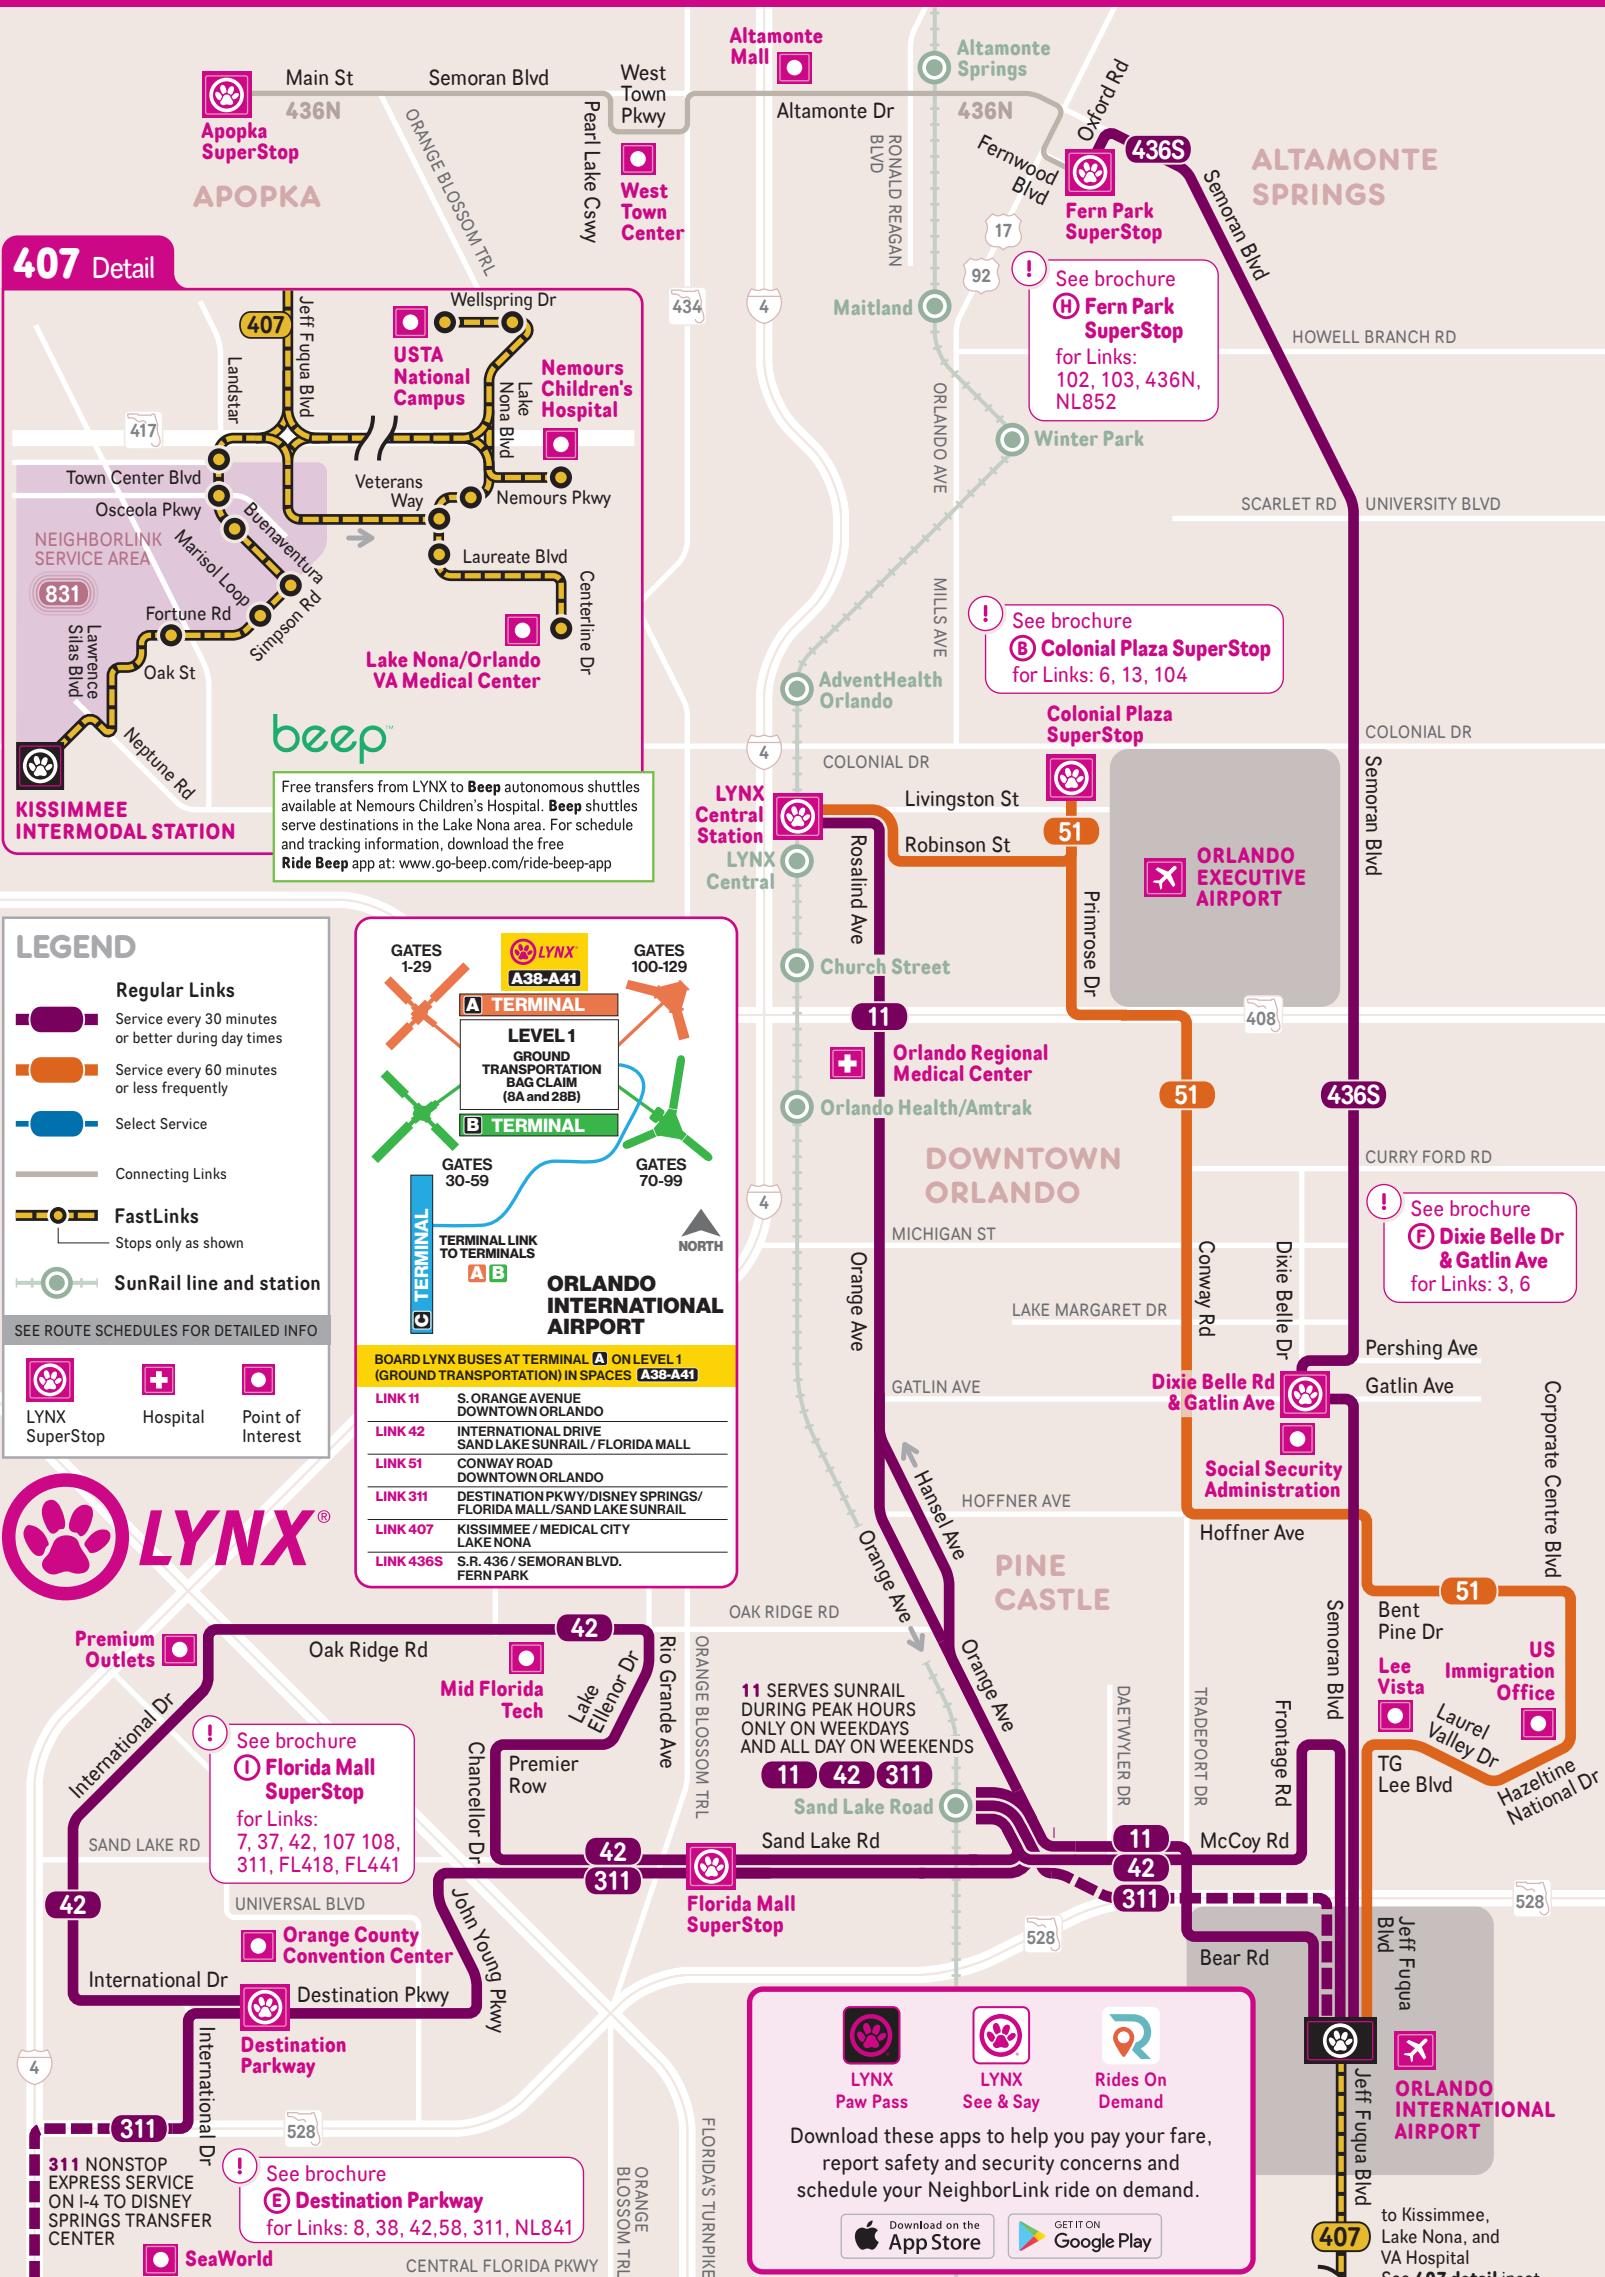 Altamonte
Mall
Altamonte
Springs
Main St
Semoran Blvd
West
Town
Pkwy
436N
Altamonte Dr
436N
Oxford Rd
Apopka
SuperStop
APOPKA
ORANGE BLOSSOM TRL
Pearl Lake Cswy
West
Town
Center
RONALD REAGAN
BLVD
Fernwood
Blvd
436S
ALTAMONTE
SPRINGS
Semoran Blvd
Fern Park
SuperStop
17
92
434
4
Maitland
! See brochure
H Fern Park
SuperStop
for Links:
102, 103, 436N,
NL852
HOWELL BRANCH RD
ORLANDO AVE
Winter Park
SCARLET RD
UNIVERSITY BLVD
MILLS AVE
407 Detail
407
Jeff Fuqua Blvd
Wellspring Dr
USTA
National
Campus
Landstar
Lake
Nona Blvd
Nemours
Children's
Hospital
417
Town Center Blvd
Osceola Pkwy
Veterans
Way
Nemours Pkwy
Buenaventura
NEIGHBORLINK
SERVICE AREA
831
Marisol Loop
Laureate Blvd
Fortune Rd
Simpson Rd
Centerline Dr
Lawrence
Silas Blvd
Oak St
Lake Nona/Orlando
VA Medical Center
Neptune Rd
KISSIMMEE
INTERMODAL STATION
beep™
Free transfers from LYNX to Beep autonomous shuttles
available at Nemours Children's Hospital. Beep shuttles
serve destinations in the Lake Nona area. For schedule
and tracking information, download the free
Ride Beep app at: www.go-beep.com/ride-beep-app
! See brochure
B Colonial Plaza SuperStop
for Links: 6, 13, 104
AdventHealth
Orlando
Colonial Plaza
SuperStop
4
COLONIAL DR
COLONIAL DR
Semoran Blvd
LYNX
Central
Station
Livingston St
51
Robinson St
LYNX
Central
Rosalind Ave
ORLANDO
EXECUTIVE
AIRPORT
Primrose Dr
Church Street
11
408
Orlando Regional
Medical Center
Orlando Health/Amtrak
51
436S
DOWNTOWN
ORLANDO
CURRY FORD RD
4
MICHIGAN ST
! See brochure
F Dixie Belle Dr
& Gatlin Ave
for Links: 3, 6
Orange Ave
Conway Rd
Dixie Belle Dr
LAKE MARGARET DR
Pershing Ave
GATLIN AVE
Dixie Belle Rd
& Gatlin Ave
Gatlin Ave
Corporate Centre Blvd
Social Security
Administration
Hansel Ave
HOFFNER AVE
Hoffner Ave
Orange Ave
PINE
CASTLE
LEGEND
Regular Links
Service every 30 minutes
or better during day times
Service every 60 minutes
or less frequently
Select Service
Connecting Links
FastLinks
Stops only as shown
SunRail line and station
SEE ROUTE SCHEDULES FOR DETAILED INFO
LYNX
SuperStop
Hospital
Point of
Interest
LYNX®
GATES
1-29
LYNX
A38-A41
GATES
100-129
A TERMINAL
LEVEL 1
GROUND
TRANSPORTATION
BAG CLAIM
(8A and 28B)
B TERMINAL
GATES
30-59
GATES
70-99
C TERMINAL
TERMINAL LINK
TO TERMINALS
A B
NORTH
ORLANDO
INTERNATIONAL
AIRPORT
BOARD LYNX BUSES AT TERMINAL A ON LEVEL 1
(GROUND TRANSPORTATION) IN SPACES A38-A41
LINK 11 S. ORANGE AVENUE
DOWNTOWN ORLANDO
LINK 42 INTERNATIONAL DRIVE
SAND LAKE SUNRAIL / FLORIDA MALL
LINK 51 CONWAY ROAD
DOWNTOWN ORLANDO
LINK 311 DESTINATION PKWY/DISNEY SPRINGS/
FLORIDA MALL/SAND LAKE SUNRAIL
LINK 407 KISSIMMEE / MEDICAL CITY
LAKE NONA
LINK 436S S.R. 436 / SEMORAN BLVD.
FERN PARK
Premium
Outlets
42
Oak Ridge Rd
OAK RIDGE RD
Mid Florida
Tech
Lake
Ellenor Dr
Rio Grande Ave
ORANGE BLOSSOM TRL
International Dr
! See brochure
I Florida Mall
SuperStop
for Links:
7, 37, 42, 107 108,
311, FL418, FL441
Chancellor Dr
Premier
Row
11 SERVES SUNRAIL
DURING PEAK HOURS
ONLY ON WEEKDAYS
AND ALL DAY ON WEEKENDS
11 42 311
Sand Lake Road
Orange Ave
DAETWYLER DR
TRADEPORT DR
Frontage Rd
Semoran Blvd
51
Bent
Pine Dr
US
Immigration
Office
Lee
Vista
Laurel
Valley Dr
TG
Lee Blvd
Hazeltine
National Dr
SAND LAKE RD
42
311
Sand Lake Rd
11
42
311
McCoy Rd
42
UNIVERSAL BLVD
Orange County
Convention Center
John Young Pkwy
Florida Mall
SuperStop
528
528
Bear Rd
Jeff Fuqua
Blvd
International Dr
Destination Pkwy
Destination
Parkway
International Dr
4
311
528
311 NONSTOP
EXPRESS SERVICE
ON I-4 TO DISNEY
SPRINGS TRANSFER
CENTER
! See brochure
E Destination Parkway
for Links: 8, 38, 42,58, 311, NL841
SeaWorld
CENTRAL FLORIDA PKWY
ORANGE
BLOSSOM TRL
FLORIDA'S TURNPIKE
LYNX
Paw Pass
LYNX
See & Say
Rides On
Demand
Download these apps to help you pay your fare,
report safety and security concerns and
schedule your NeighborLink ride on demand.
Download on the
App Store
GET IT ON
Google Play
ORLANDO
INTERNATIONAL
AIRPORT
Jeff Fuqua Blvd
407
to Kissimmee,
Lake Nona, and
VA Hospital
See 407 detail inset